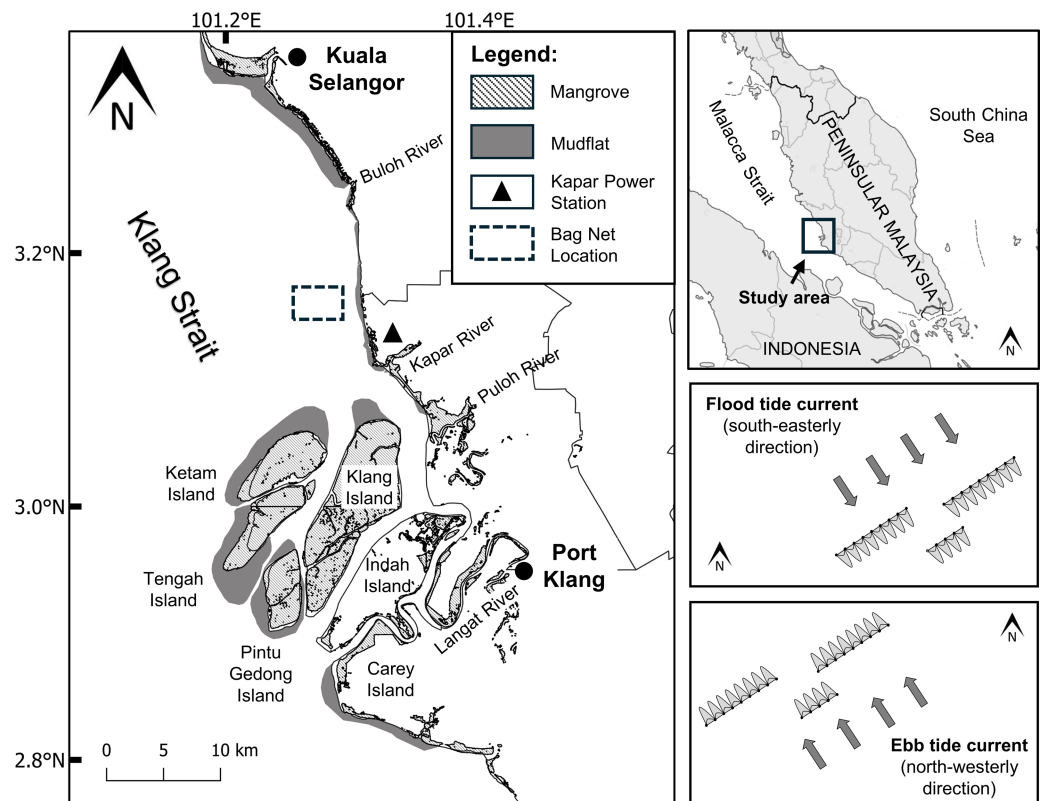 101.2°E
101.4°E
Kuala
Selangor
N
Legend:
Mangrove
Mudflat
Kapar Power
Station
Bag Net
Location
Buloh River
Klang Strait
3.2°N
Kapar River
Puloh River
Ketam
Island
Klang
Island
3.0°N
Tengah
Island
Indah
Island
Port
Klang
Langat River
Pintu
Gedong
Island
Carey
Island
0 5 10 km
2.8°N
South China
Sea
Malacca Strait
PENINSULAR MALAYSIA
Study area
INDONESIA
N
Flood tide current
(south-easterly
direction)
N
N
Ebb tide current
(north-westerly
direction)